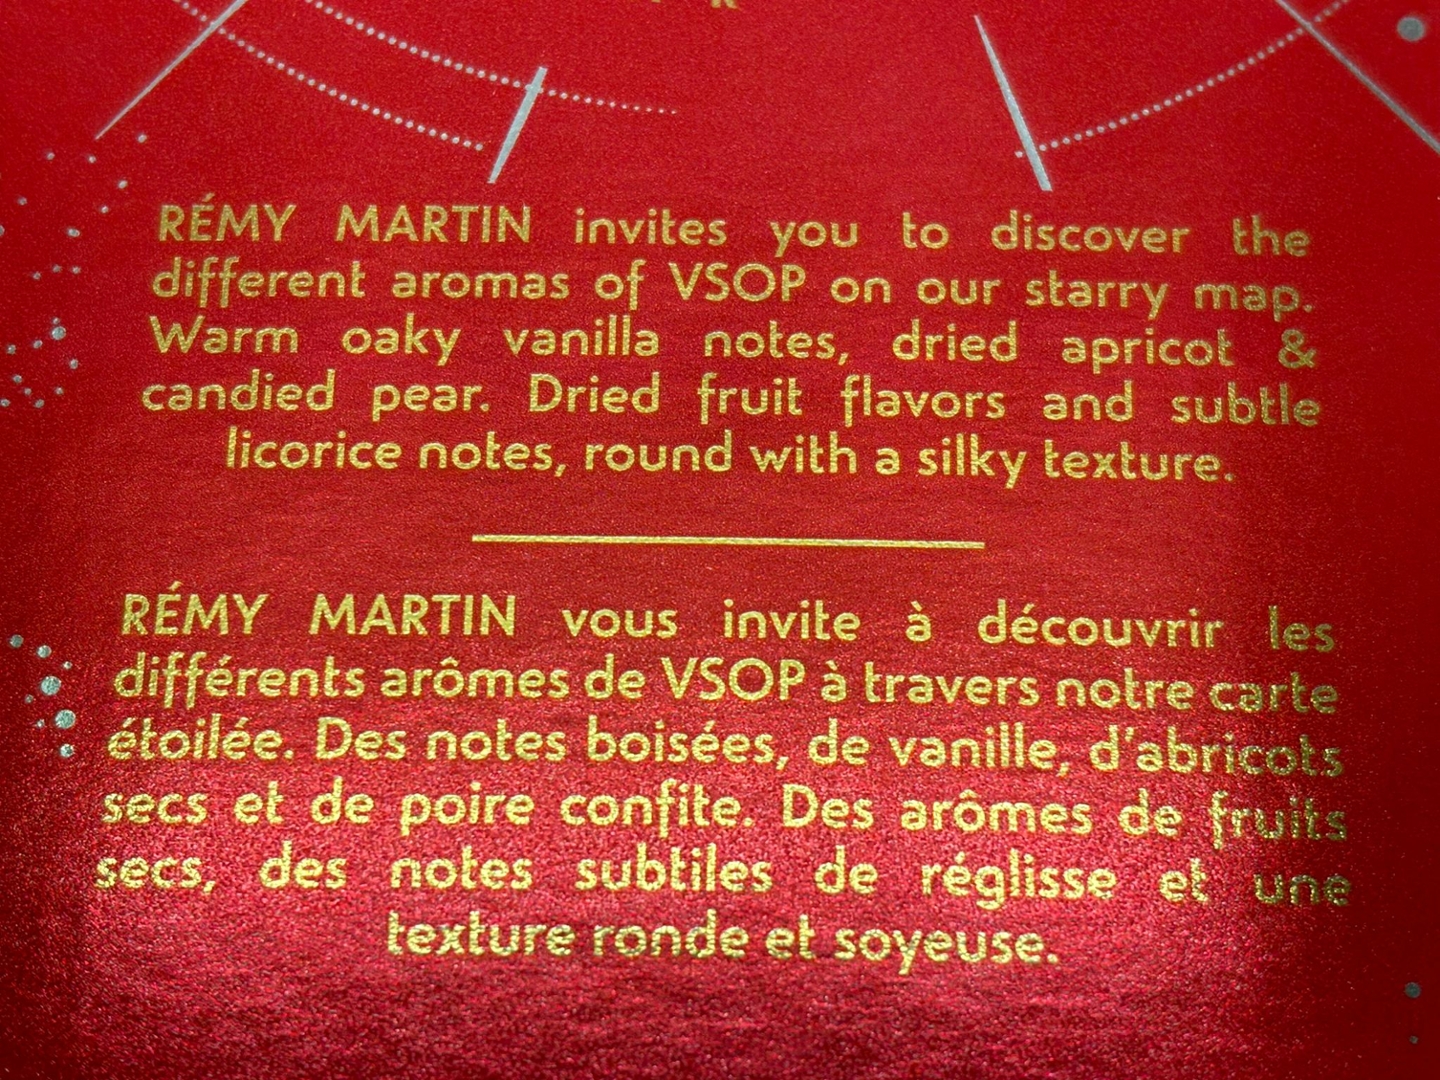 RÉMY MARTIN invites you to discover the
different aromas of VSOP on our starry map.
Warm oaky vanilla notes, dried apricot &
candied pear. Dried fruit flavors and subtle
licorice notes, round with a silky texture.
RÉMY MARTIN vous invite à découvrir les
différents arômes de VSOP à travers notre carte
étoilée. Des notes boisées, de vanille, d'abricots
secs et de poire confite. Des arômes de fruits
secs, des notes subtiles de réglisse et une
texture ronde et soyeuse.